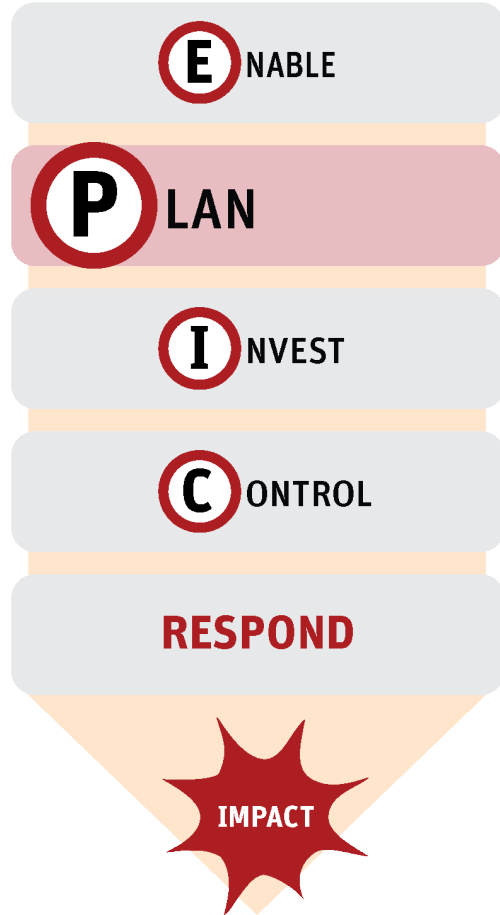 ENABLE
PLAN
INVEST
CONTROL
RESPOND
IMPACT